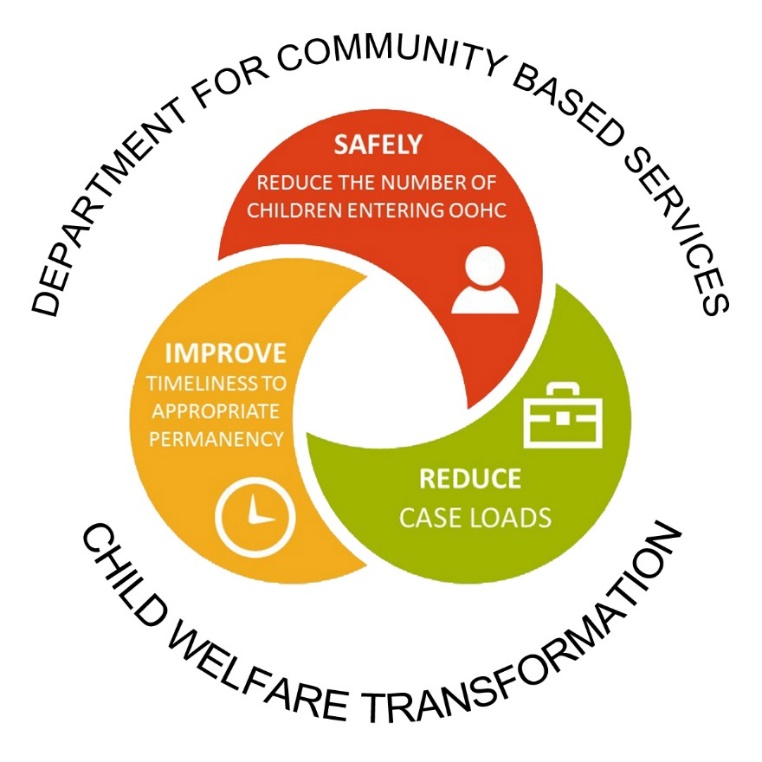 DEPARTMENT FOR COMMUNITY BASED SERVICES
SAFELY
REDUCE THE NUMBER OF
CHILDREN ENTERING OOHC
IMPROVE
TIMELINESS TO
APPROPRIATE
PERMANENCY
REDUCE
CASE LOADS
CHILD WELFARE TRANSFORMATION